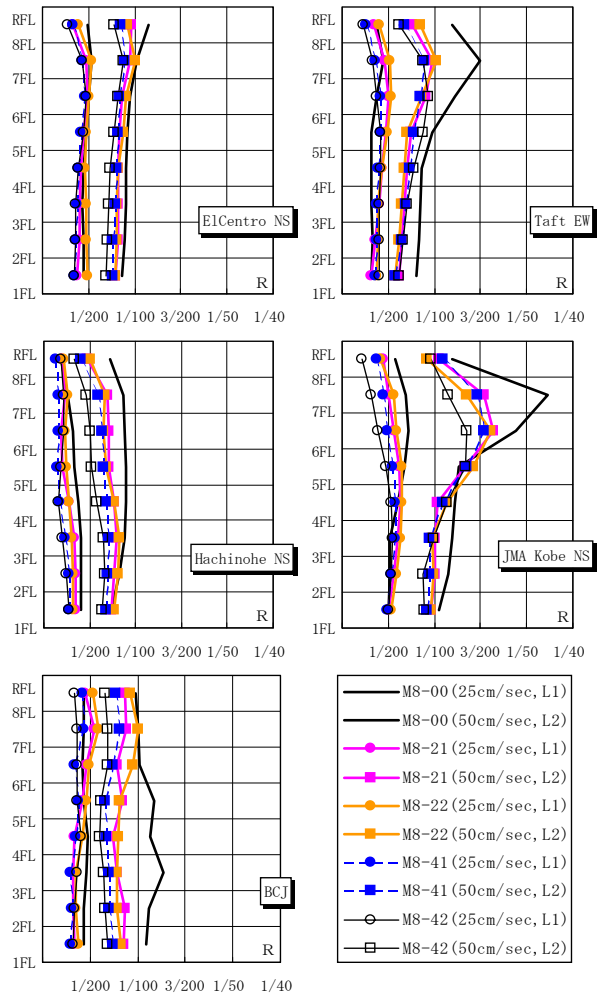 RFL
8FL
7FL
6FL
5FL
4FL
3FL
2FL
1FL
ElCentro NS
R
1/200 1/100 3/200 1/50 1/40
RFL
8FL
7FL
6FL
5FL
4FL
3FL
2FL
1FL
Taft EW
R
1/200 1/100 3/200 1/50 1/40
RFL
8FL
7FL
6FL
5FL
4FL
3FL
2FL
1FL
Hachinohe NS
R
1/200 1/100 3/200 1/50 1/40
RFL
8FL
7FL
6FL
5FL
4FL
3FL
2FL
1FL
JMA Kobe NS
R
1/200 1/100 3/200 1/50 1/40
RFL
8FL
7FL
6FL
5FL
4FL
3FL
2FL
1FL
BCJ
R
1/200 1/100 3/200 1/50 1/40
M8-00(25cm/sec,L1)
M8-00(50cm/sec,L2)
M8-21(25cm/sec,L1)
M8-21(50cm/sec,L2)
M8-22(25cm/sec,L1)
M8-22(50cm/sec,L2)
M8-41(25cm/sec,L1)
M8-41(50cm/sec,L2)
M8-42(25cm/sec,L1)
M8-42(50cm/sec,L2)